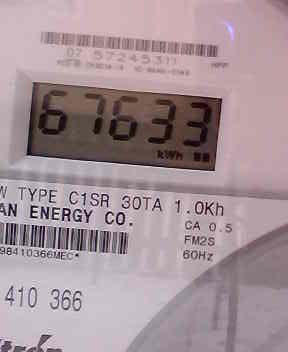 07 57245311
67633
kWh
W TYPE C1SR 30TA 1.0Kh
AN ENERGY CO.
CA 0.5
FM2S
60Hz
98410366MEC*
410 366
trón